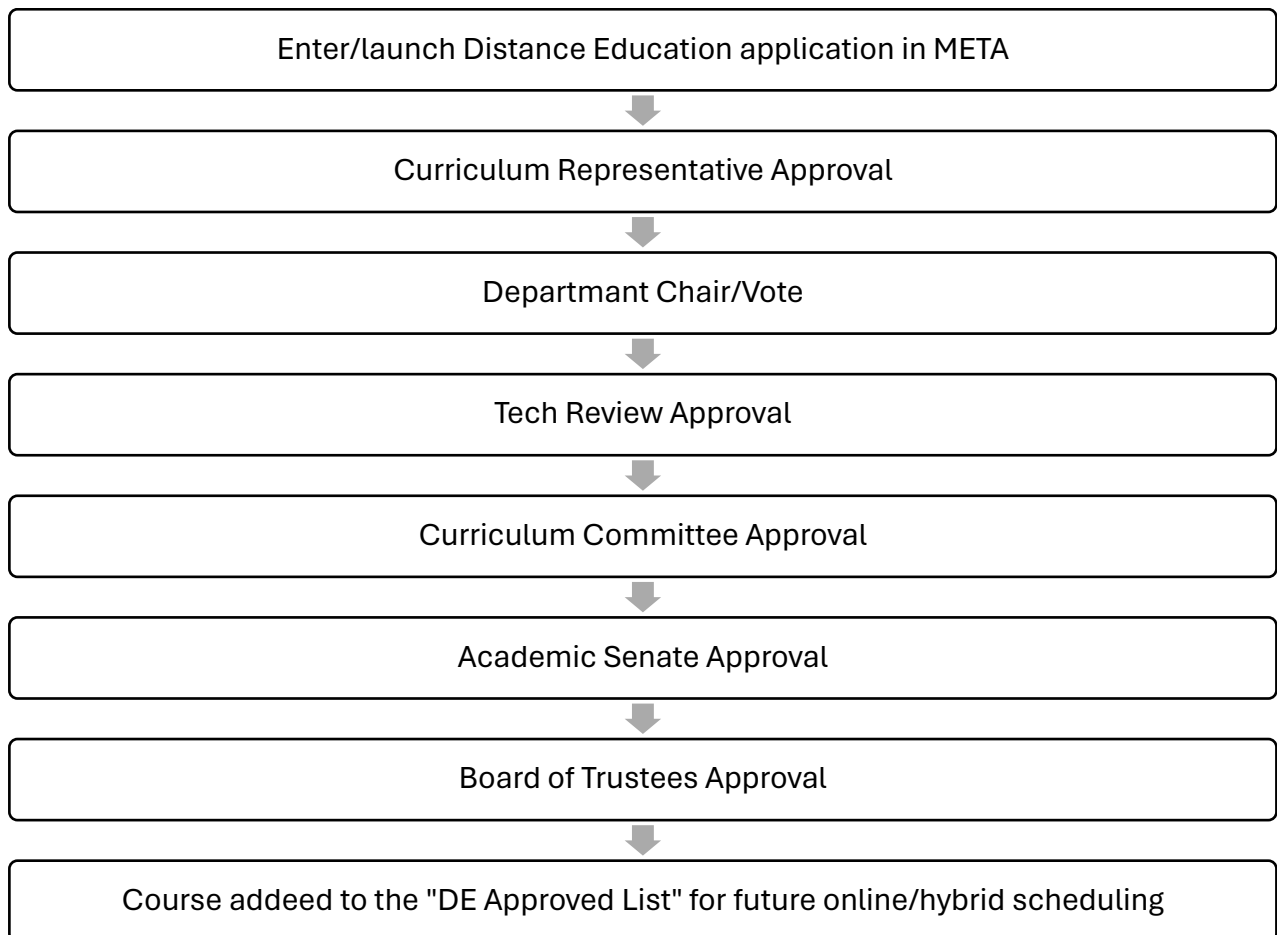 Enter/launch Distance Education application in META
Curriculum Representative Approval
Departmant Chair/Vote
Tech Review Approval
Curriculum Committee Approval
Academic Senate Approval
Board of Trustees Approval
Course addeed to the "DE Approved List" for future online/hybrid scheduling